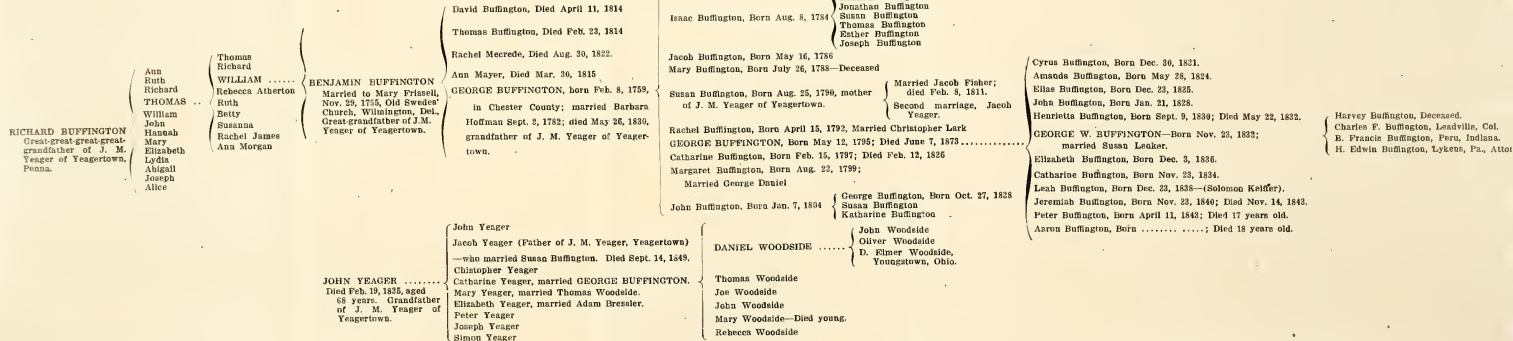 RICHARD BUFFINGTON
Great-great-great-great-
grandfather of J. M.
Yeager of Yeagertown,
Penna.
Ann
Ruth
Richard
THOMAS ..
William
John
Hannah
Mary
Elizabeth
Lydia
Abigail
Joseph
Alice
Thomas
Richard
WILLIAM ......
Rebecca Atherton
Ruth
Betty
Susanna
Rachel James
Ann Morgan
BENJAMIN BUFFINGTON
Married to Mary Frissell,
Nov. 29, 1755, Old Swedes'
Church, Wilmington, Del.,
Great-grandfather of J.M.
Yeager of Yeagertown.
David Buffington, Died April 11, 1814
Thomas Buffington, Died Feb. 23, 1814
Rachel Mecrede, Died Aug. 30, 1822.
Ann Mayer, Died Mar. 30, 1815
GEORGE BUFFINGTON, born Feb. 8, 1759,
in Chester County; married Barbara
Hoffman Sept. 2, 1782; died May 26, 1830,
grandfather of J. M. Yeager of Yeager-
town.
Isaac Buffington, Born Aug. 8, 1784
Jonathan Buffington
Susan Buffington
Thomas Buffington
Esther Buffington
Joseph Buffington
Jacob Buffington, Born May 16, 1786
Mary Buffington, Born July 26, 1788—Deceased
Susan Buffington, Born Aug. 25, 1790, mother
of J. M. Yeager of Yeagertown.
Married Jacob Fisher;
died Feb. 8, 1811.
Second marriage, Jacob
Yeager.
Rachel Buffington, Born April 15, 1792, Married Christopher Lark
GEORGE BUFFINGTON, Born May 12, 1795; Died June 7, 1873..............
Catharine Buffington, Born Feb. 15, 1797; Died Feb. 12, 1826
Margaret Buffington, Born Aug. 23, 1799;
Married George Daniel
John Buffington, Born Jan. 7, 1804
George Buffington, Born Oct. 27, 1828
Susan Buffington
Katharine Buffington
Cyrus Buffington, Born Dec. 30, 1821.
Amanda Buffington, Born May 28, 1824.
Elias Buffington, Born Dec. 23, 1825.
John Buffington, Born Jan. 21, 1828.
Henrietta Buffington, Born Sept. 9, 1830; Died May 22, 1832.
GEORGE W. BUFFINGTON—Born Nov. 23, 1832;
married Susan Lenker.
Elizabeth Buffington, Born Dec. 3, 1836.
Catharine Buffington, Born Nov. 23, 1834.
Leah Buffington, Born Dec. 23, 1838—(Solomon Keiffer).
Jeremiah Buffington, Born Nov. 23, 1840; Died Nov. 14, 1843.
Peter Buffington, Born April 11, 1843; Died 17 years old.
Aaron Buffington, Born ........ .....; Died 18 years old.
Harvey Buffington, Deceased.
Charles F. Buffington, Leadville, Col.
B. Francis Buffington, Peru, Indiana.
H. Edwin Buffington, Lykens, Pa., Attor
JOHN YEAGER ........
Died Feb. 19, 1835, aged
68 years. Grandfather
of J. M. Yeager of
Yeagertown.
John Yeager
Jacob Yeager (Father of J. M. Yeager, Yeagertown)
—who married Susan Buffington. Died Sept. 14, 1849.
Chistopher Yeager
Catharine Yeager, married GEORGE BUFFINGTON.
Mary Yeager, married Thomas Woodside.
Elizabeth Yeager, married Adam Bressler.
Peter Yeager
Joseph Yeager
Simon Yeager
DANIEL WOODSIDE ......
John Woodside
Oliver Woodside
D. Elmer Woodside,
Youngstown, Ohio.
Thomas Woodside
Joe Woodside
John Woodside
Mary Woodside—Died young.
Rebecca Woodside